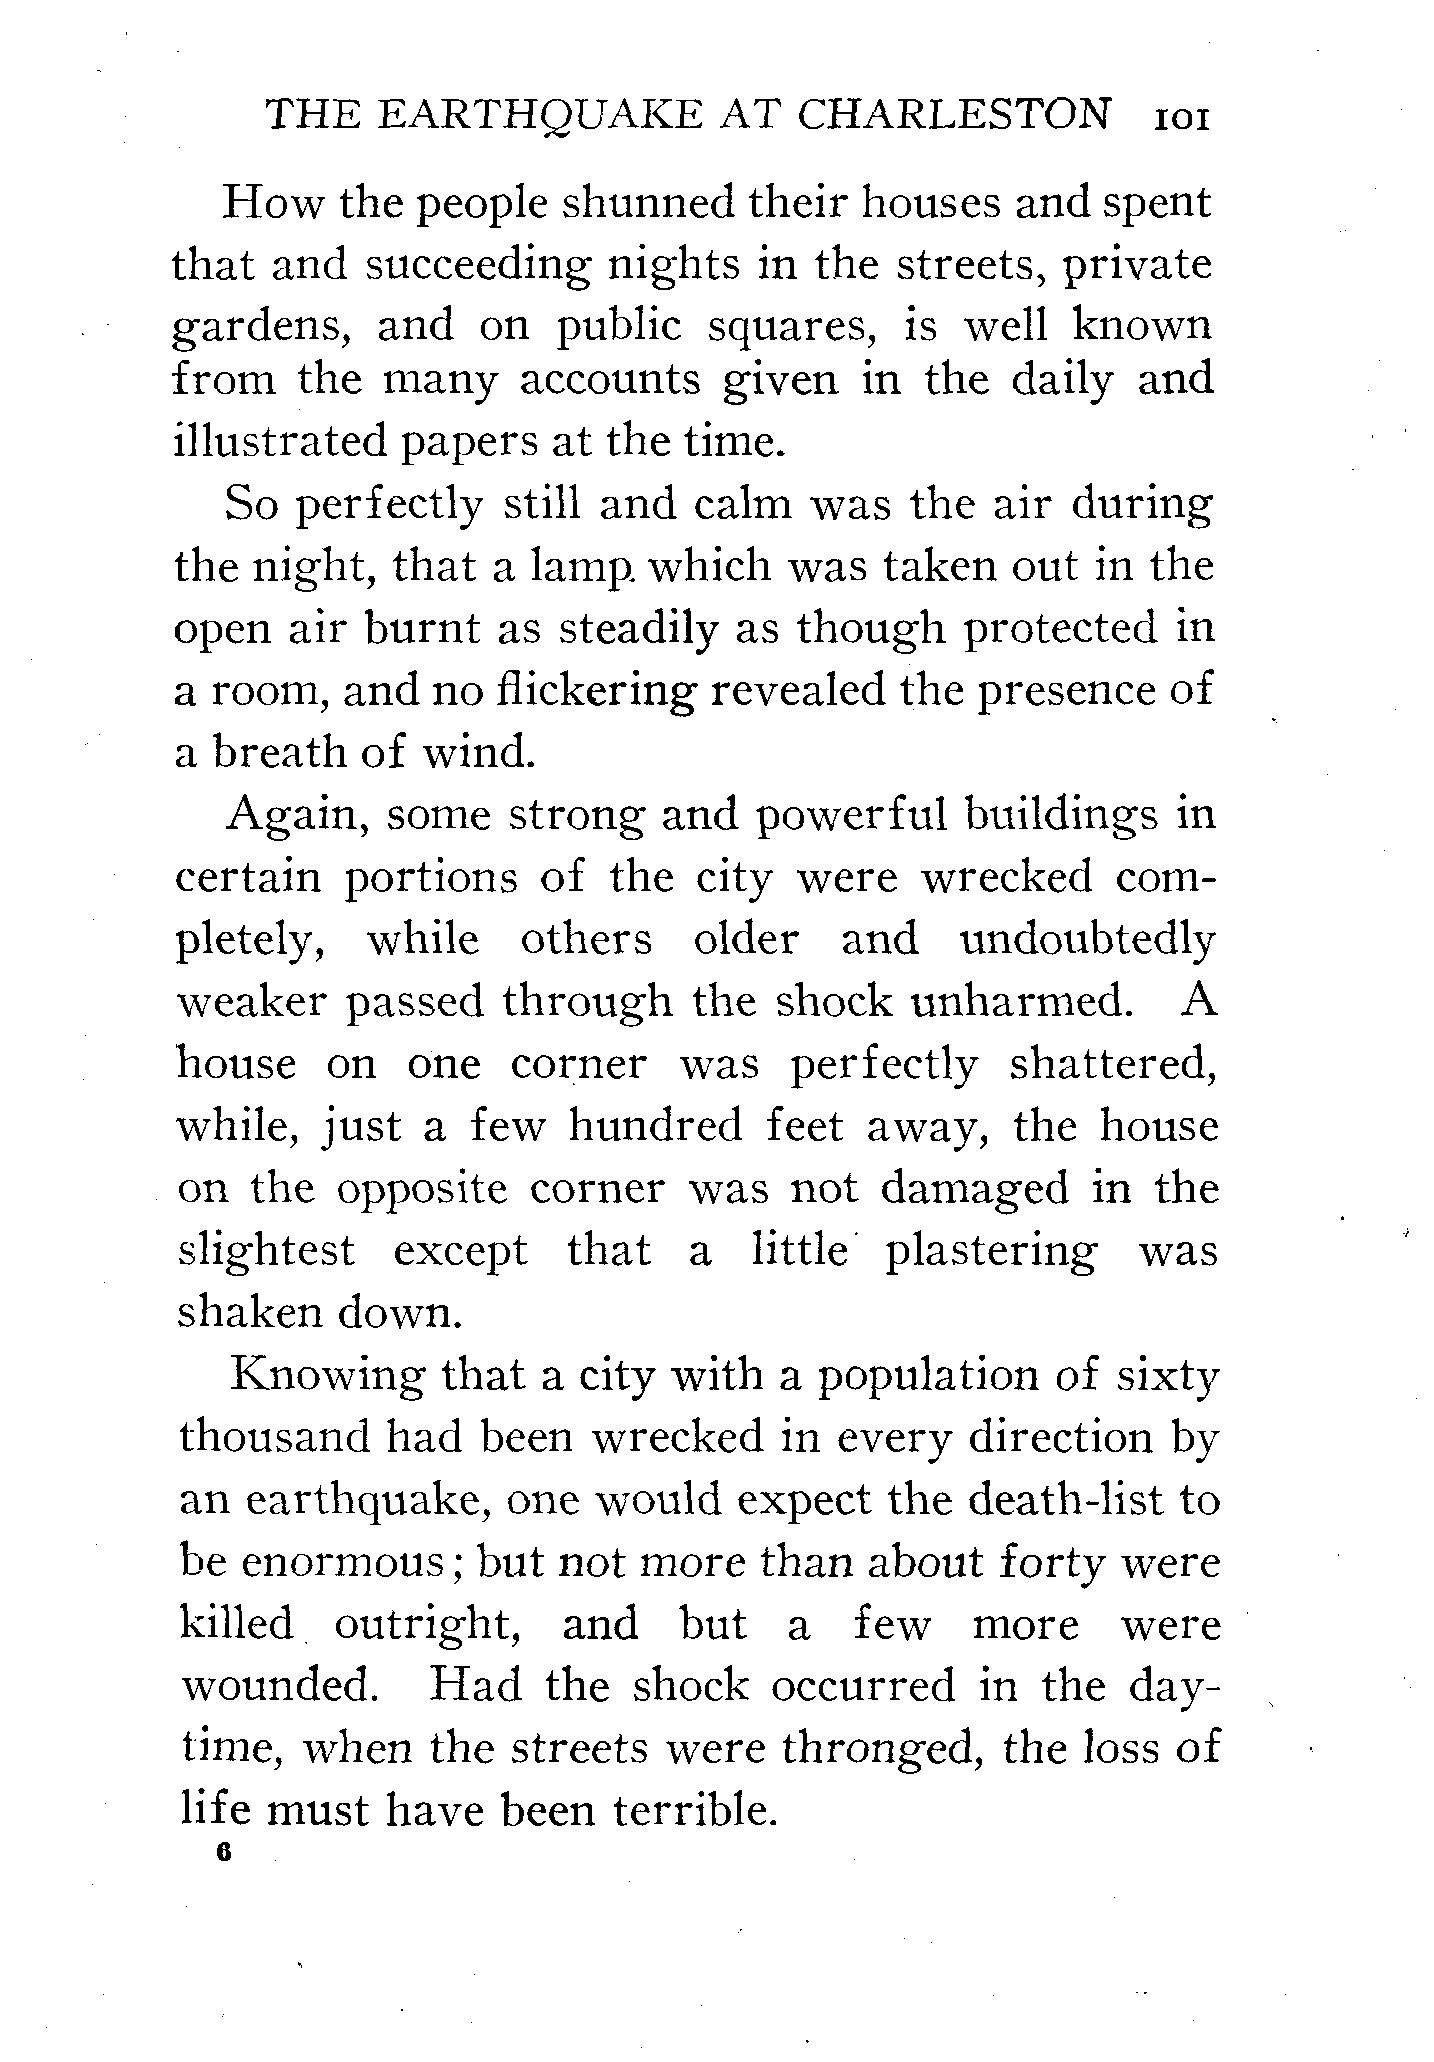 THE EARTHQUAKE AT CHARLESTON 101
How the people shunned their houses and spent
that and succeeding nights in the streets, private
gardens, and on public squares, is well known
from the many accounts given in the daily and
illustrated papers at the time.
So perfectly still and calm was the air during
the night, that a lamp which was taken out in the
open air burnt as steadily as though protected in
a room, and no flickering revealed the presence of
a breath of wind.
Again, some strong and powerful buildings in
certain portions of the city were wrecked com-
pletely, while others older and undoubtedly
weaker passed through the shock unharmed. A
house on one corner was perfectly shattered,
while, just a few hundred feet away, the house
on the opposite corner was not damaged in the
slightest except that a little plastering was
shaken down.
Knowing that a city with a population of sixty
thousand had been wrecked in every direction by
an earthquake, one would expect the death-list to
be enormous; but not more than about forty were
killed outright, and but a few more were
wounded. Had the shock occurred in the day-
time, when the streets were thronged, the loss of
life must have been terrible.
6